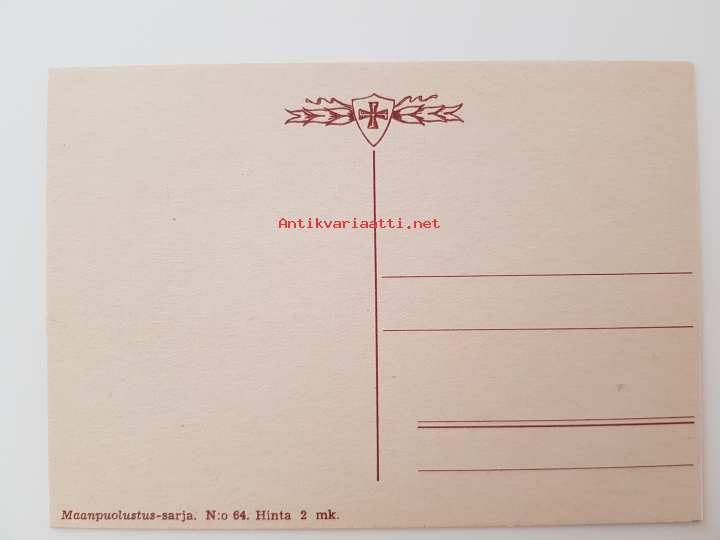 Antikvariaatti.net
Maanpuolustus-sarja. N:o 64. Hinta 2 mk.